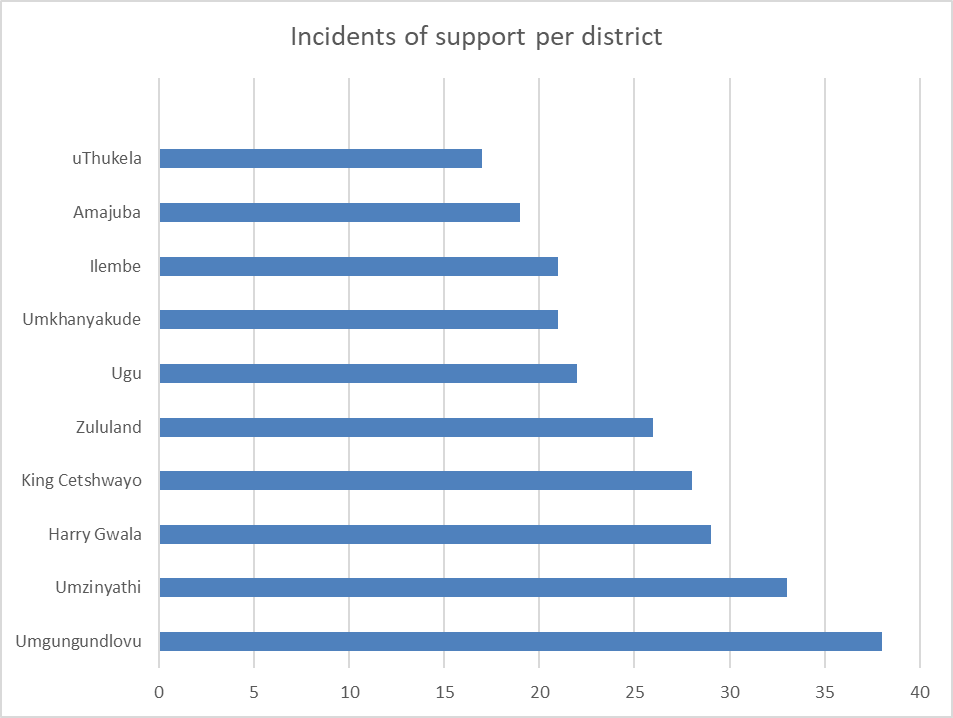 Incidents of support per district
uThukela
Amajuba
Ilembe
Umkhanyakude
Ugu
Zululand
King Cetshwayo
Harry Gwala
Umzinyathi
Umgungundlovu
0 5 10 15 20 25 30 35 40